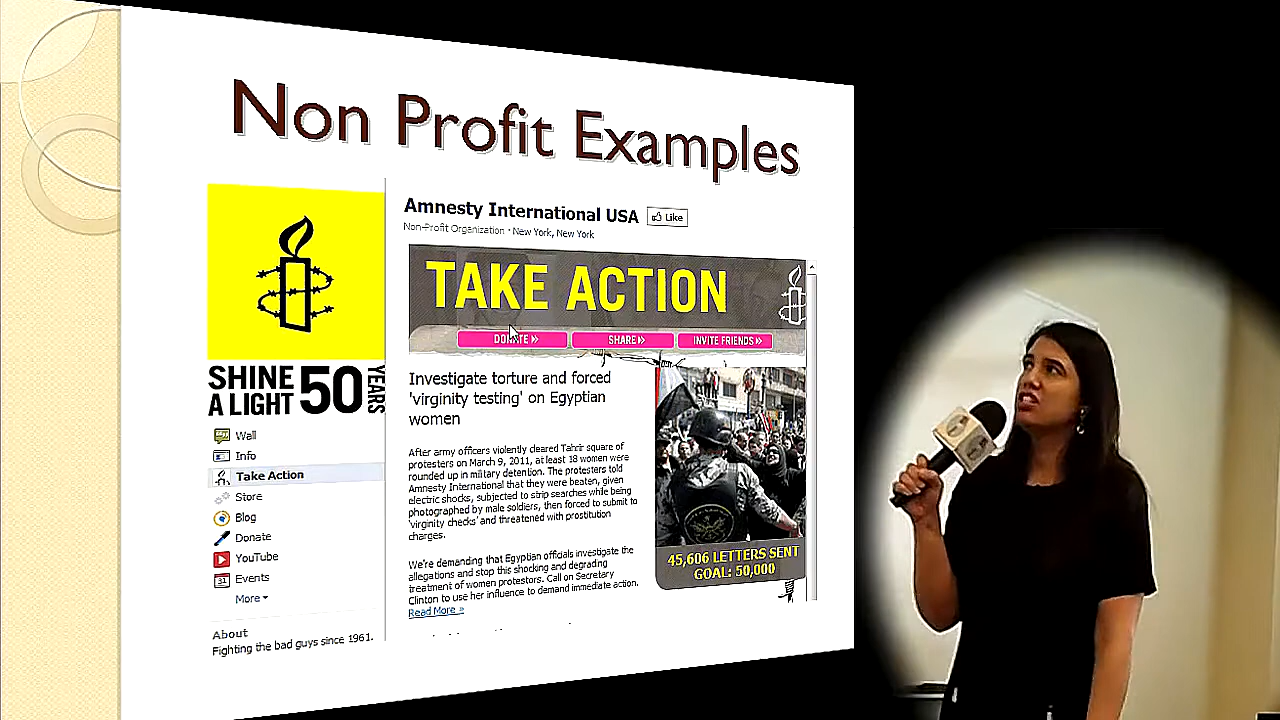 Non Profit Examples
Amnesty International USA
Like
Non-Profit Organization · New York, New York
TAKE ACTION
DONATE »
SHARE »
INVITE FRIENDS »
SHINE
A LIGHT
50
YEARS
Wall
Info
Take Action
Store
Blog
Donate
YouTube
Events
31
More
About
Fighting the bad guys since 1961.
Investigate torture and forced
'virginity testing' on Egyptian
women
After army officers violently cleared Tahrir square of
protesters on March 9, 2011, at least 18 women were
rounded up in military detention. The protesters told
Amnesty International that they were beaten, given
electric shocks, subjected to strip searches while being
photographed by male soldiers, then forced to submit to
'virginity checks' and threatened with prostitution
charges.
We're demanding that Egyptian officials investigate the
allegations and stop this shocking and degrading
treatment of women protestors. Call on Secretary
Clinton to use her influence to demand immediate action.
Read More »
45,606 LETTERS SENT
GOAL: 50,000